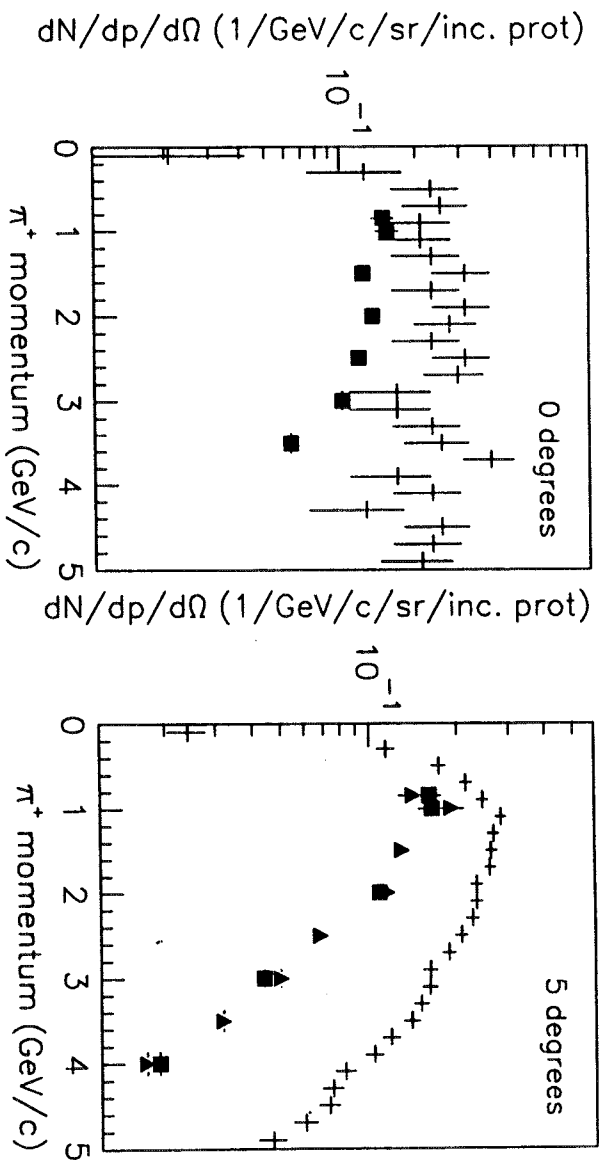 dN/dp/dΩ (1/GeV/c/sr/inc. prot)
10⁻¹
0 degrees
0 1 2 3 4 5
π⁺ momentum (GeV/c)
dN/dp/dΩ (1/GeV/c/sr/inc. prot)
10⁻¹
5 degrees
0 1 2 3 4 5
π⁺ momentum (GeV/c)